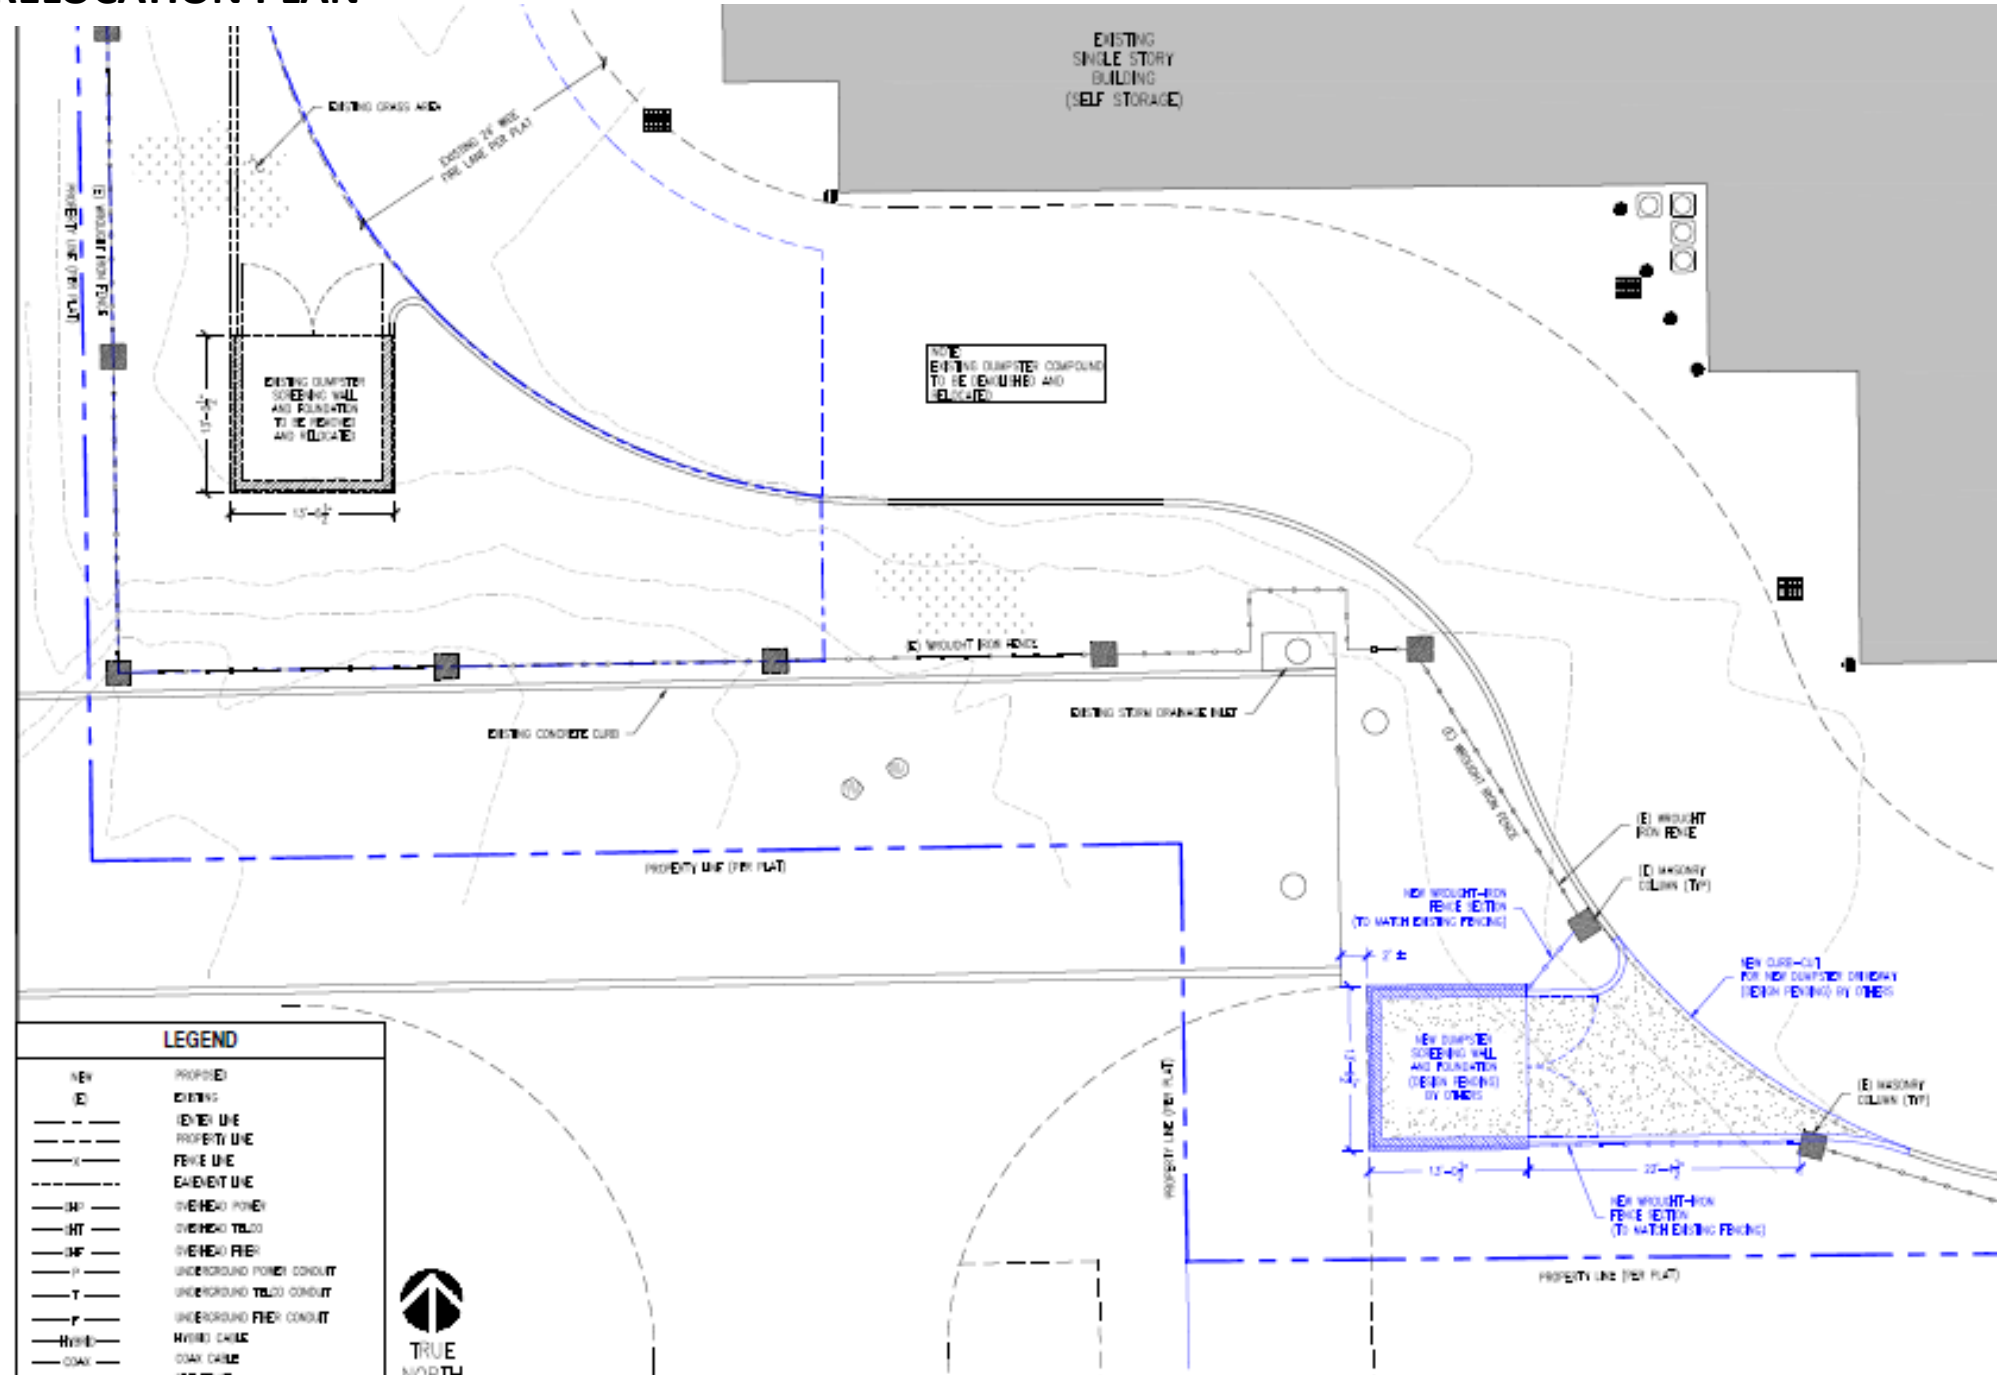 RELOCATION PLAN
EXISTING
SINGLE STORY
BUILDING
(SELF STORAGE)
EXISTING GRASS AREA
EXISTING 24' WIDE
FIRE LANE PER PLAT
PROPERTY LINE (PER PLAT)
(E) WROUGHT IRON FENCE
NOTE:
EXISTING DUMPSTER COMPOUND
TO BE DEMOLISHED AND
RELOCATED
EXISTING DUMPSTER
SCREENING WALL
AND FOUNDATION
TO BE REMOVED
AND RELOCATED
(E) WROUGHT IRON FENCE
EXISTING STORM DRAINAGE INLET
EXISTING CONCRETE CURB
(E) WROUGHT IRON FENCE
(E) WROUGHT
IRON FENCE
PROPERTY LINE (PER PLAT)
(E) MASONRY
COLUMN (TYP)
NEW WROUGHT-IRON
FENCE SECTION
(TO MATCH EXISTING FENCING)
2' ±
NEW CURB-CUT
FOR NEW DUMPSTER DRIVEWAY
(DESIGN PENDING) BY OTHERS
NEW DUMPSTER
SCREENING WALL
AND FOUNDATION
(DESIGN PENDING)
BY OTHERS
PROPERTY LINE (PER PLAT)
(E) MASONRY
COLUMN (TYP)
NEW WROUGHT-IRON
FENCE SECTION
(TO MATCH EXISTING FENCING)
PROPERTY LINE (PER PLAT)
LEGEND
NEW PROPOSED
(E) EXISTING
CENTER LINE
PROPERTY LINE
X FENCE LINE
EASEMENT LINE
OHP OVERHEAD POWER
OHT OVERHEAD TELCO
OHF OVERHEAD FIBER
P UNDERGROUND POWER CONDUIT
T UNDERGROUND TELCO CONDUIT
F UNDERGROUND FIBER CONDUIT
HYBRID HYBRID CABLE
COAX COAX CABLE
TRUE
NORTH